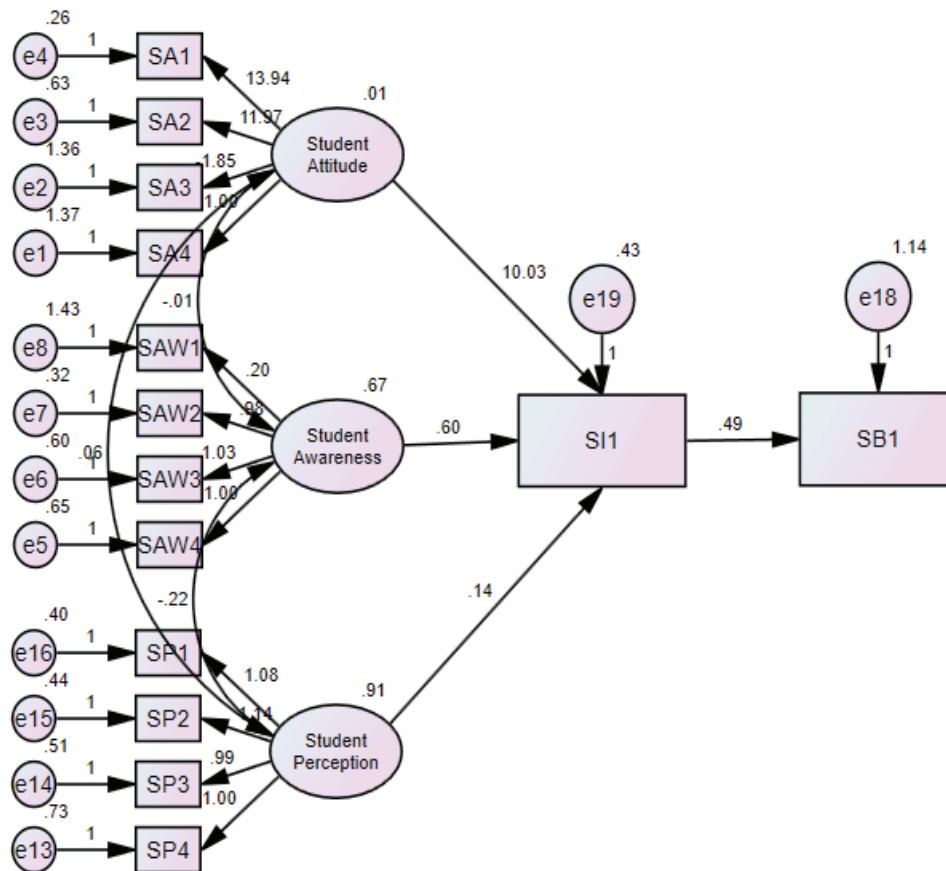 .26
e4
1
SA1
13.94
.01
.63
e3
1
SA2
11.97
Student
Attitude
1.36
e2
1
SA3
-1.85
1.37
e1
1
SA4
1.00
10.03
.43
e19
1
1.14
e18
1
-.01
1.43
e8
1
SAW1
.20
.67
.32
e7
1
SAW2
.98
Student
Awareness
.60
SI1
.49
SB1
.60
e6
1
.06
SAW3
1.03
.65
e5
1
SAW4
1.00
-.22
.14
.40
e16
1
SP1
1.08
.91
.44
e15
1
SP2
1.14
Student
Perception
.51
e14
1
SP3
.99
.73
e13
1
SP4
1.00